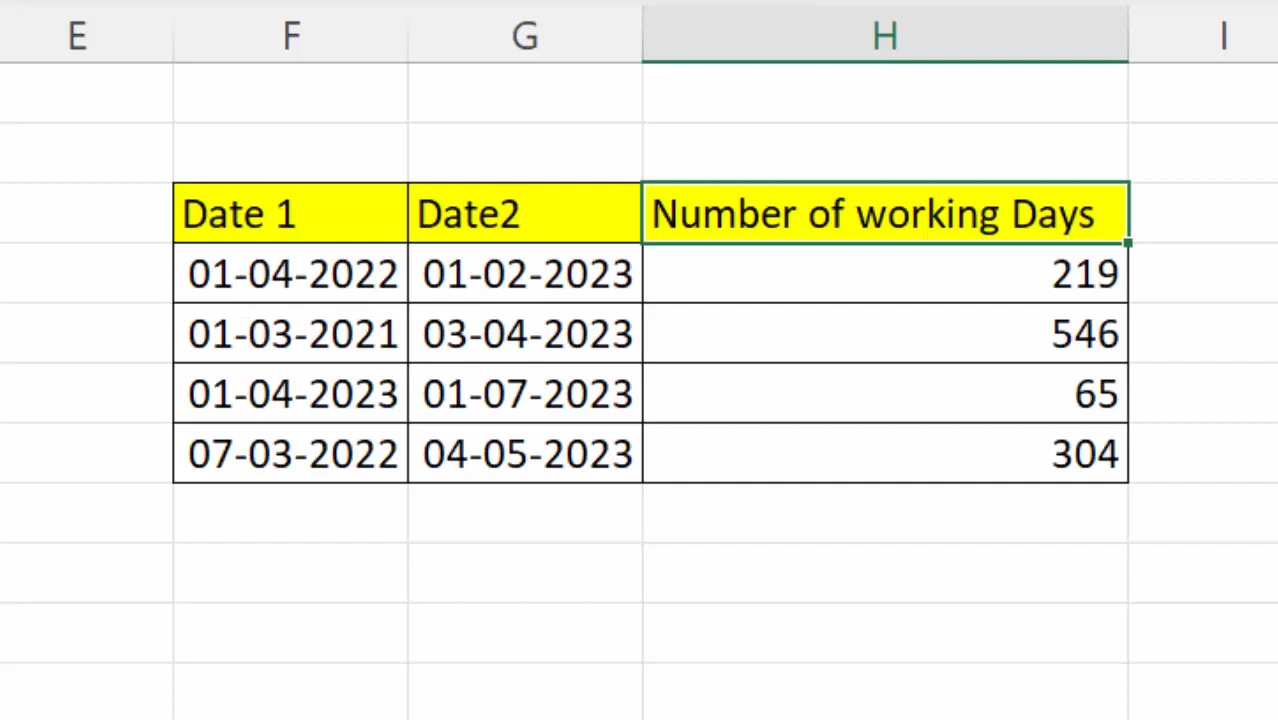 E F G H I
Date 1 Date2 Number of working Days
01-04-2022 01-02-2023 219
01-03-2021 03-04-2023 546
01-04-2023 01-07-2023 65
07-03-2022 04-05-2023 304